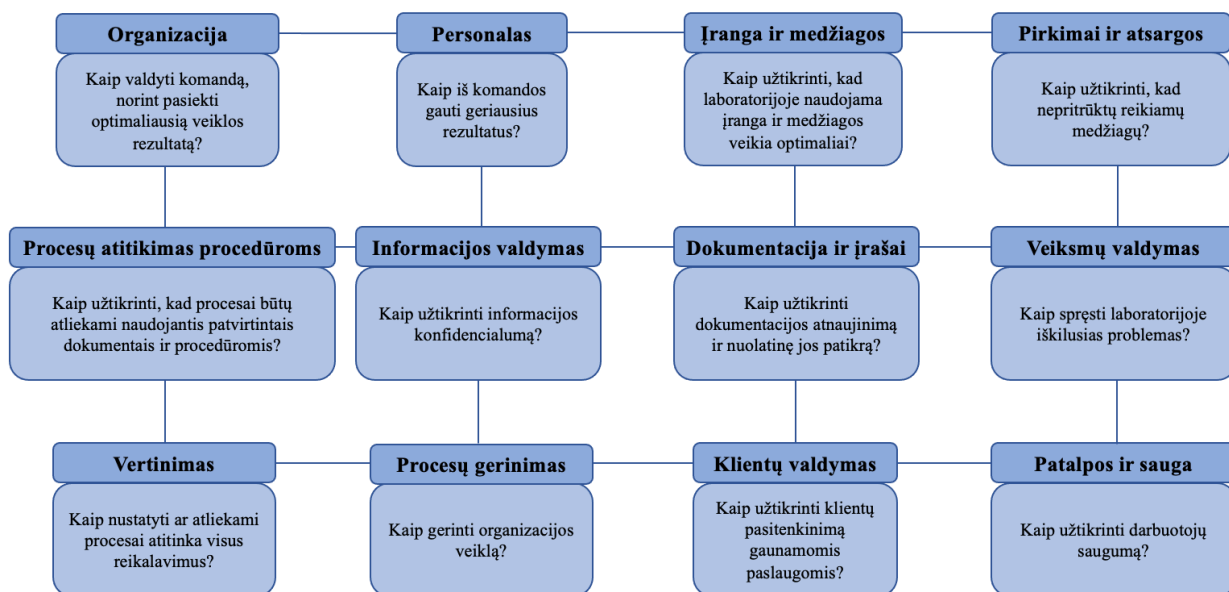 Organizacija
Kaip valdyti komandą,
norint pasiekti
optimaliausią veiklos
rezultatą?
Personalas
Kaip iš komandos
gauti geriausius
rezultatus?
Įranga ir medžiagos
Kaip užtikrinti, kad
laboratorijoje naudojama
įranga ir medžiagos
veikia optimaliai?
Pirkimai ir atsargos
Kaip užtikrinti, kad
nepritrūktų reikiamų
medžiagų?
Procesų atitikimas procedūroms
Kaip užtikrinti, kad procesai būtų
atliekami naudojantis patvirtintais
dokumentais ir procedūromis?
Informacijos valdymas
Kaip užtikrinti informacijos
konfidencialumą?
Dokumentacija ir įrašai
Kaip užtikrinti
dokumentacijos atnaujinimą
ir nuolatinę jos patikrą?
Veiksmų valdymas
Kaip spręsti laboratorijoje
iškilusias problemas?
Vertinimas
Kaip nustatyti ar atliekami
procesai atitinka visus
reikalavimus?
Procesų gerinimas
Kaip gerinti organizacijos
veiklą?
Klientų valdymas
Kaip užtikrinti klientų
pasitenkinimą
gaunamomis
paslaugomis?
Patalpos ir sauga
Kaip užtikrinti darbuotojų
saugumą?